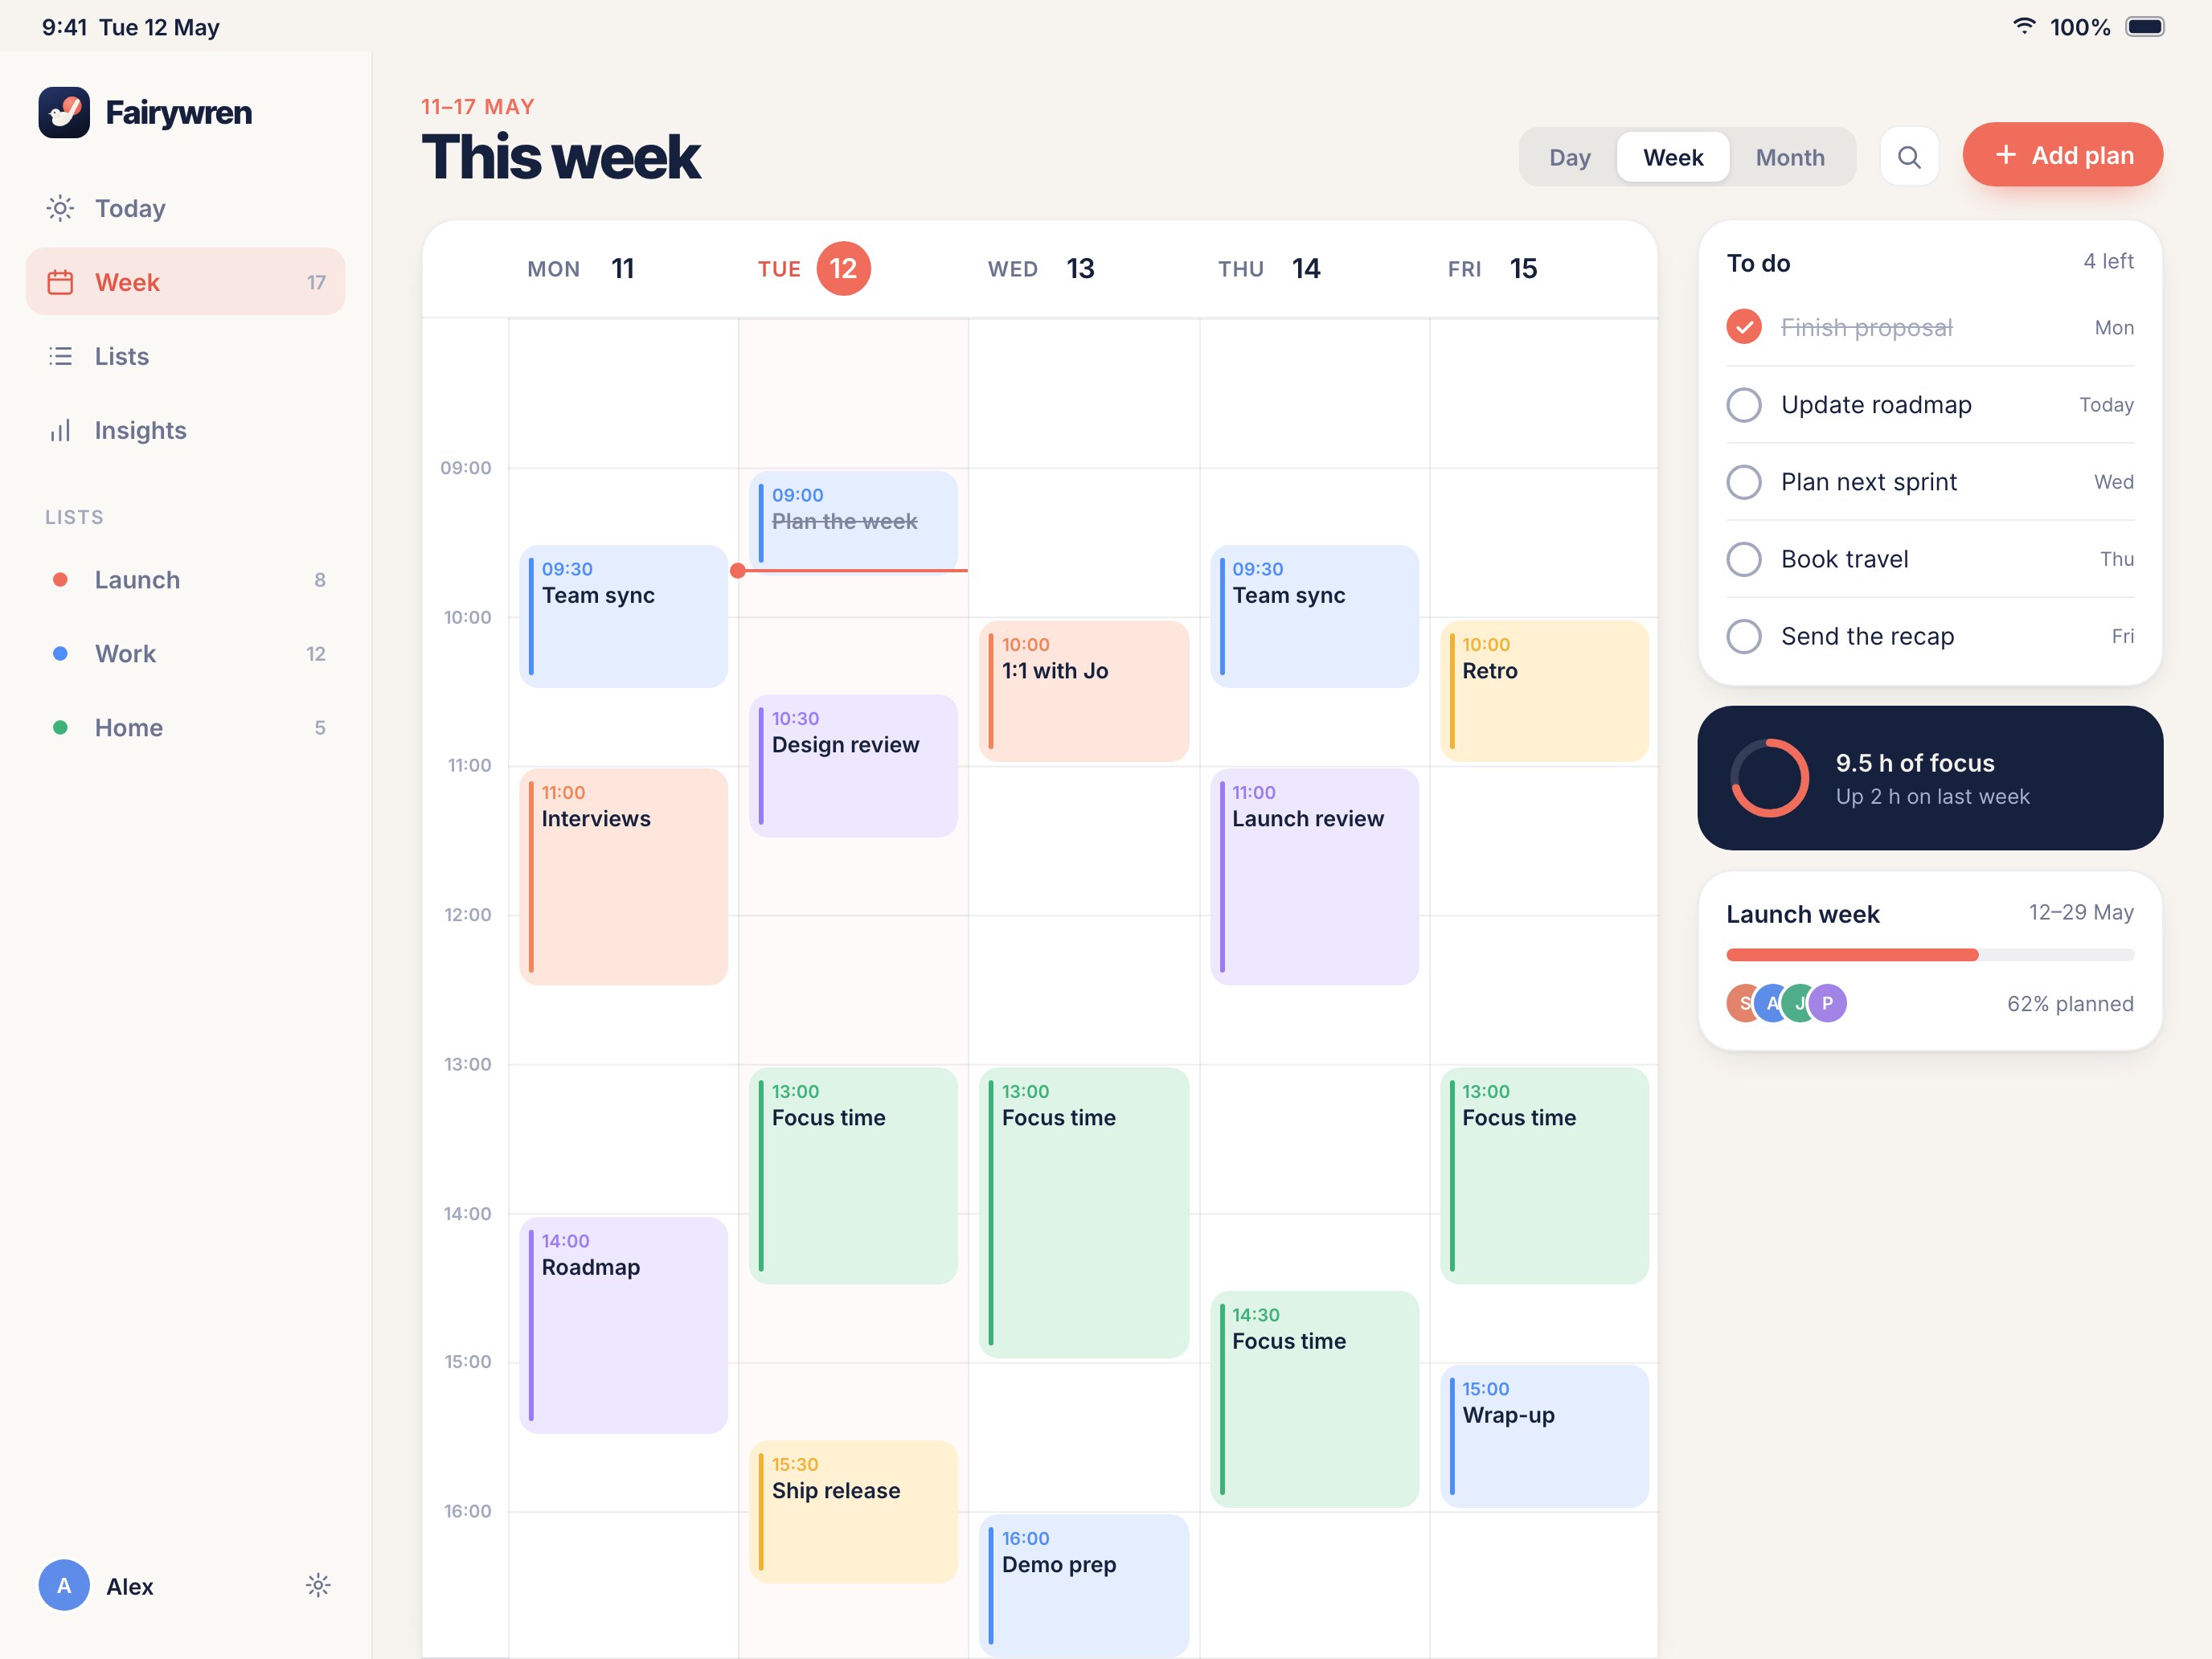 9:41 Tue 12 May
100%
Fairywren
Today
Week 17
Lists
Insights
LISTS
Launch 8
Work 12
Home 5
A Alex
11–17 MAY
This week
Day Week Month
+ Add plan
MON 11 TUE 12 WED 13 THU 14 FRI 15
09:00
10:00
11:00
12:00
13:00
14:00
15:00
16:00
09:30
Team sync
11:00
Interviews
14:00
Roadmap
09:00
Plan the week
10:30
Design review
13:00
Focus time
15:30
Ship release
10:00
1:1 with Jo
13:00
Focus time
16:00
Demo prep
09:30
Team sync
11:00
Launch review
14:30
Focus time
10:00
Retro
13:00
Focus time
15:00
Wrap-up
To do 4 left
Finish proposal Mon
Update roadmap Today
Plan next sprint Wed
Book travel Thu
Send the recap Fri
9.5 h of focus
Up 2 h on last week
Launch week 12–29 May
S A J P 62% planned